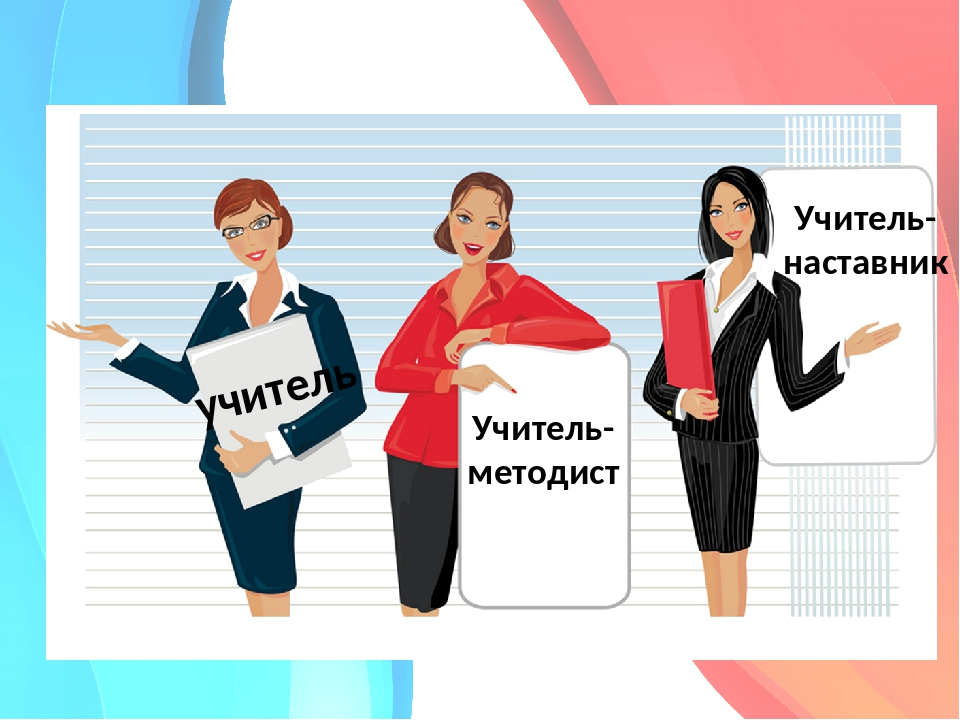 учитель
Учитель-
методист
Учитель-
наставник